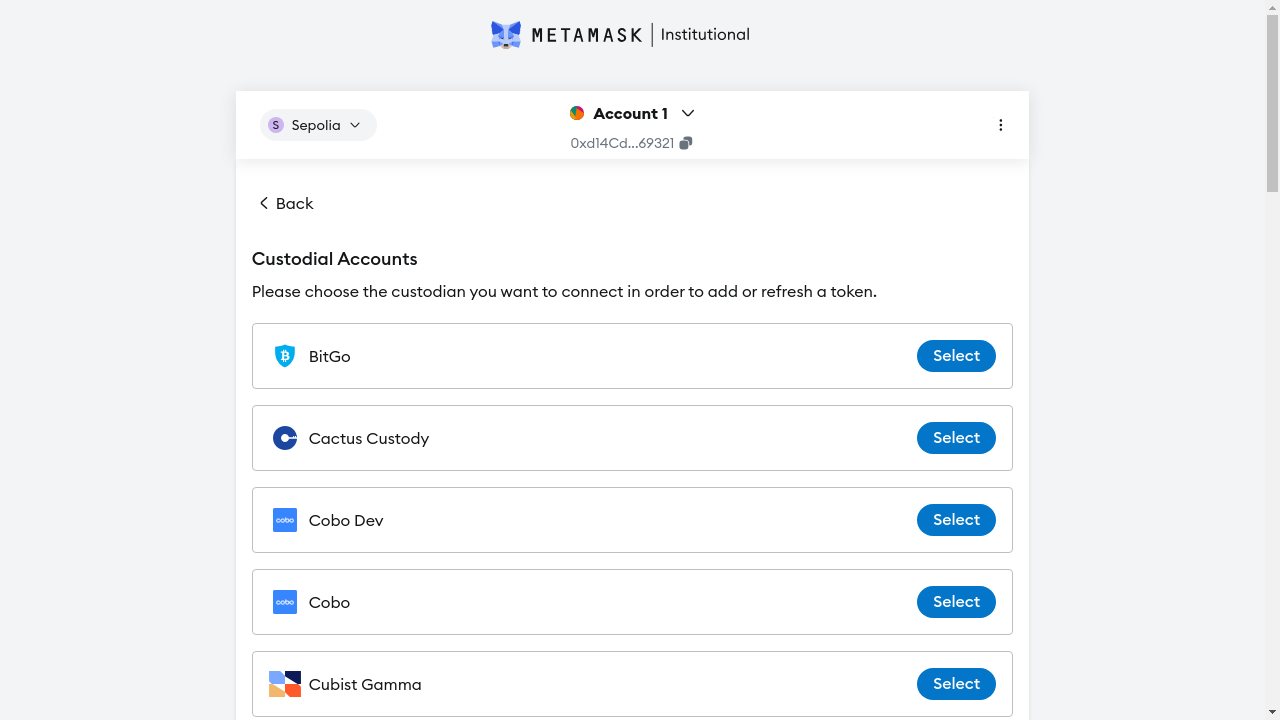 METAMASK | Institutional
S Sepolia
Account 1
0xd14Cd...69321
Back
Custodial Accounts
Please choose the custodian you want to connect in order to add or refresh a token.
BitGo Select
Cactus Custody Select
cobo Cobo Dev Select
cobo Cobo Select
Cubist Gamma Select